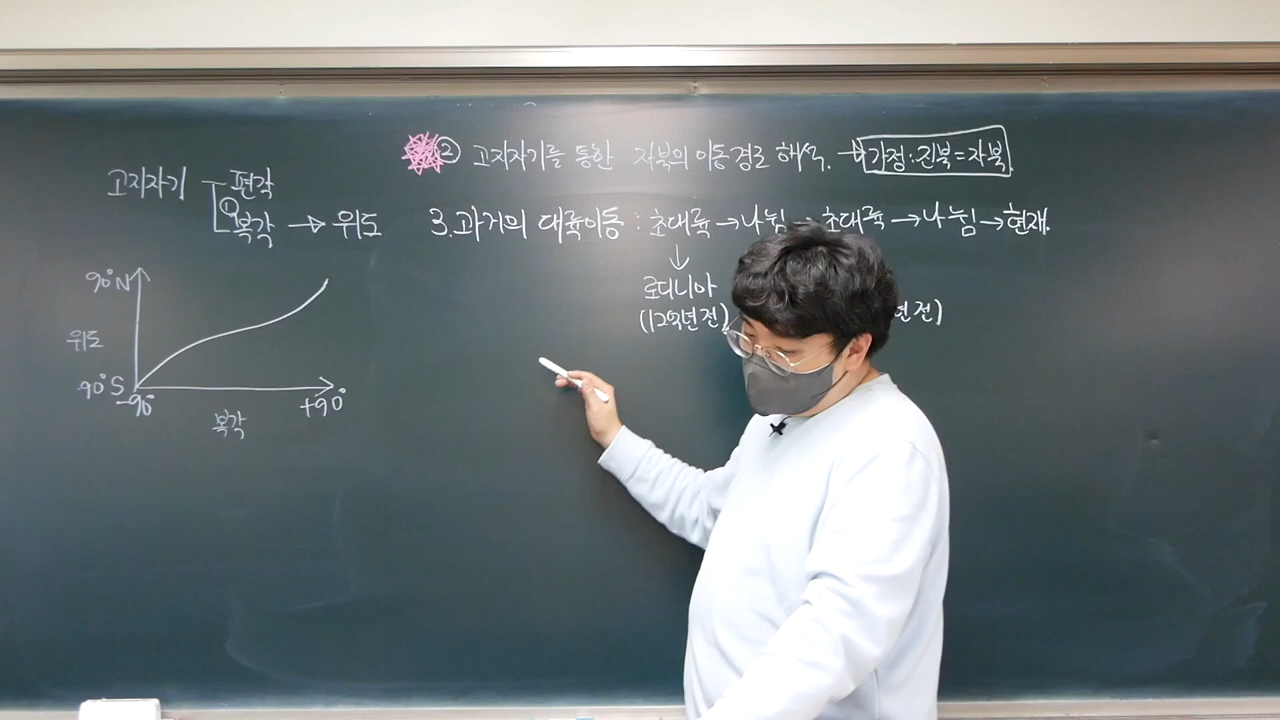 고지자기 편각
① 복각 → 위도
90°N
위도
-90°S
-90° +90°
복각
② 고지자기를 통한 자북의 이동경로 해석. → 가정: 진북=자북.
3. 과거의 대륙이동 : 초대륙 → 나뉨 → 초대륙 → 나뉨 → 현재.
↓
로디니아
(12억년 전) 년 전)